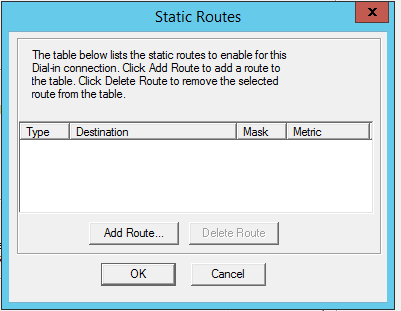 Static Routes
x
The table below lists the static routes to enable for this
Dial-in connection. Click Add Route to add a route to
the table. Click Delete Route to remove the selected
route from the table.
Type Destination Mask Metric
Add Route... Delete Route
OK Cancel